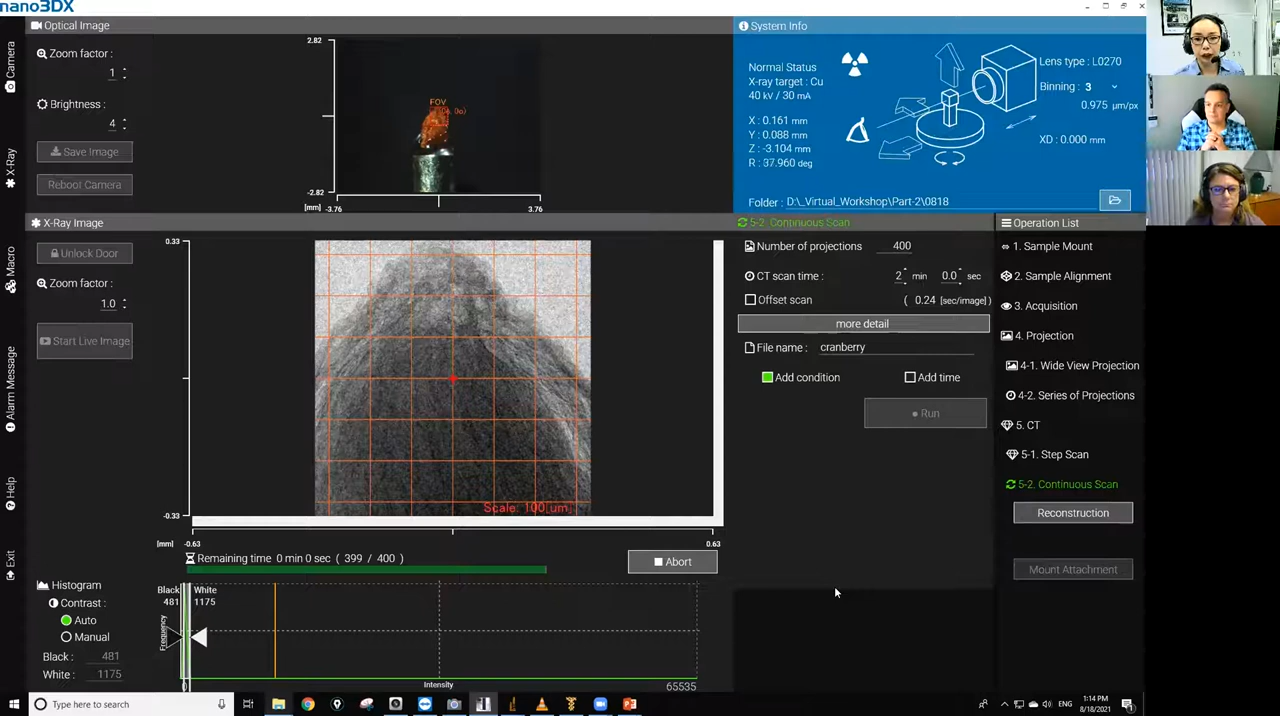 nano3DX
Camera
X-Ray
Macro
Alarm Message
Help
Exit
Optical Image
Zoom factor :
1
Brightness :
4
Save Image
Reboot Camera
2.82
-2.82
[mm] -3.76
3.76
FOV
System Info
Normal Status
X-ray target : Cu
40 kV / 30 mA
X : 0.161 mm
Y : 0.088 mm
Z : -3.104 mm
R : 37.960 deg
Lens type : L0270
Binning : 3
0.975 µm/px
XD : 0.000 mm
Folder : D:\_Virtual_Workshop\Part-2\0818
X-Ray Image
Unlock Door
Zoom factor :
1.0
Start Live Image
0.33
-0.33
Scale: 100[um]
[mm] -0.63
0.63
Remaining time 0 min 0 sec ( 399 / 400 )
Abort
5-2. Continuous Scan
Number of projections 400
CT scan time : 2 min 0.0 sec
Offset scan ( 0.24 [sec/image] )
more detail
File name : cranberry
Add condition
Add time
Run
Operation List
1. Sample Mount
2. Sample Alignment
3. Acquisition
4. Projection
4-1. Wide View Projection
4-2. Series of Projections
5. CT
5-1. Step Scan
5-2. Continuous Scan
Reconstruction
Mount Attachment
Histogram
Contrast :
Auto
Manual
Black : 481
White : 1175
Black
481
White
1175
Frequency
0
Intensity
65535
Type here to search
ENG
1:14 PM
8/18/2021